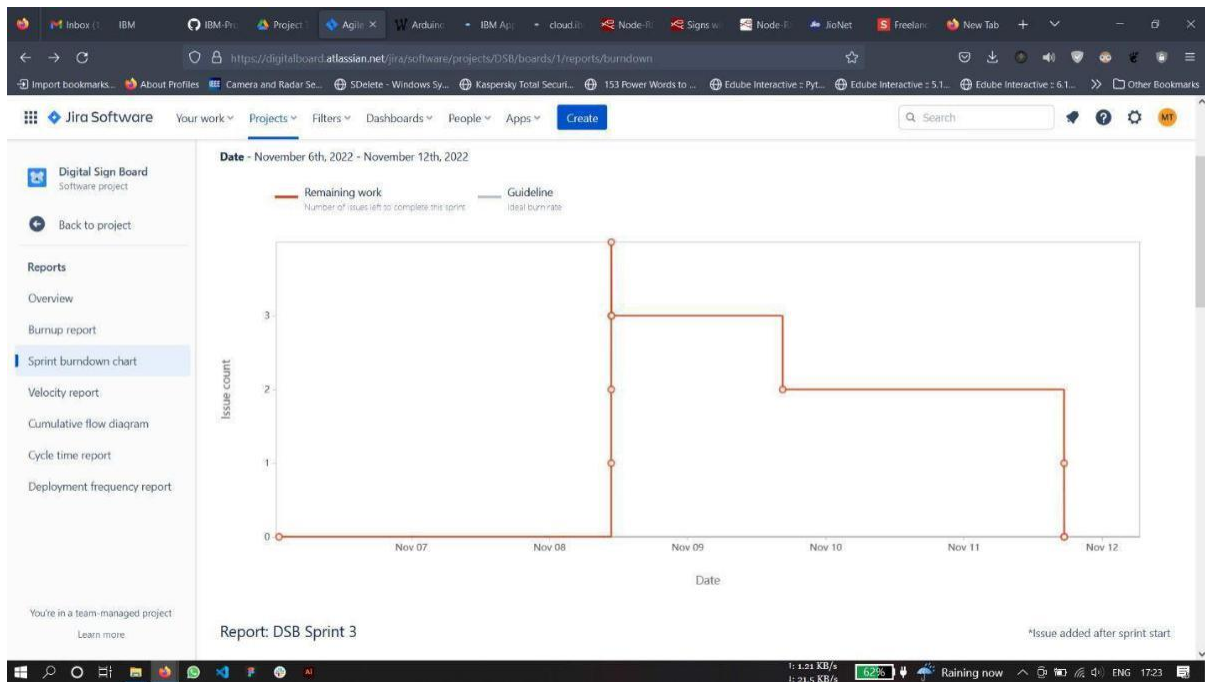 Inbox (1 IBM IBM-Pro Project Agile Arduino IBM App cloud.ib Node-R Signs w Node-R JioNet Freelanc New Tab
https://digitalboard.atlassian.net/jira/software/projects/DSB/boards/1/reports/burndown
Import bookmarks... About Profiles Camera and Radar Se... SDelete - Windows Sy... Kaspersky Total Securi... 153 Power Words to ... Edube Interactive :: Pyt... Edube Interactive :: 5.1... Edube Interactive :: 6.1... Other Bookmarks
Jira Software Your work Projects Filters Dashboards People Apps Create Search MT
Date - November 6th, 2022 - November 12th, 2022
Digital Sign Board
Software project
Back to project
Reports
Overview
Burnup report
Sprint burndown chart
Velocity report
Cumulative flow diagram
Cycle time report
Deployment frequency report
You're in a team-managed project
Learn more
Remaining work
Number of issues left to complete this sprint
Guideline
Ideal burn rate
Issue count
3
2
1
0
Nov 07 Nov 08 Nov 09 Nov 10 Nov 11 Nov 12
Date
Report: DSB Sprint 3
*Issue added after sprint start
1.21 KB/s
21.5 KB/s
62% Raining now ENG 17:23